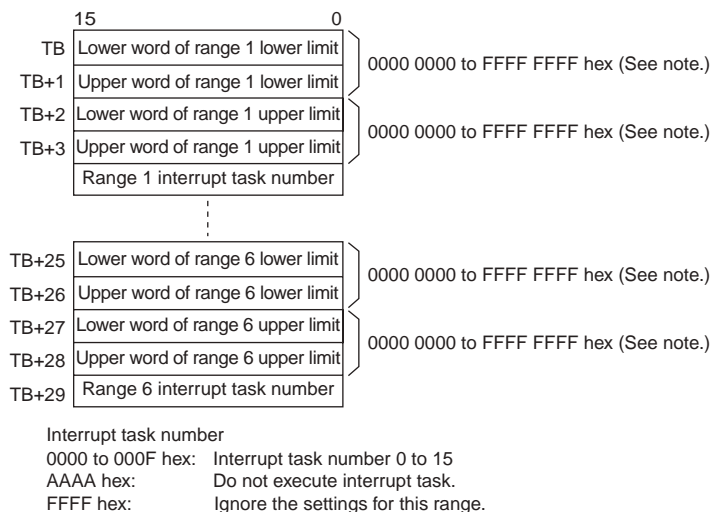 15 0
TB Lower word of range 1 lower limit
0000 0000 to FFFF FFFF hex (See note.)
TB+1 Upper word of range 1 lower limit
TB+2 Lower word of range 1 upper limit
0000 0000 to FFFF FFFF hex (See note.)
TB+3 Upper word of range 1 upper limit
Range 1 interrupt task number
TB+25 Lower word of range 6 lower limit
0000 0000 to FFFF FFFF hex (See note.)
TB+26 Upper word of range 6 lower limit
TB+27 Lower word of range 6 upper limit
0000 0000 to FFFF FFFF hex (See note.)
TB+28 Upper word of range 6 upper limit
TB+29 Range 6 interrupt task number
Interrupt task number
0000 to 000F hex: Interrupt task number 0 to 15
AAAA hex: Do not execute interrupt task.
FFFF hex: Ignore the settings for this range.